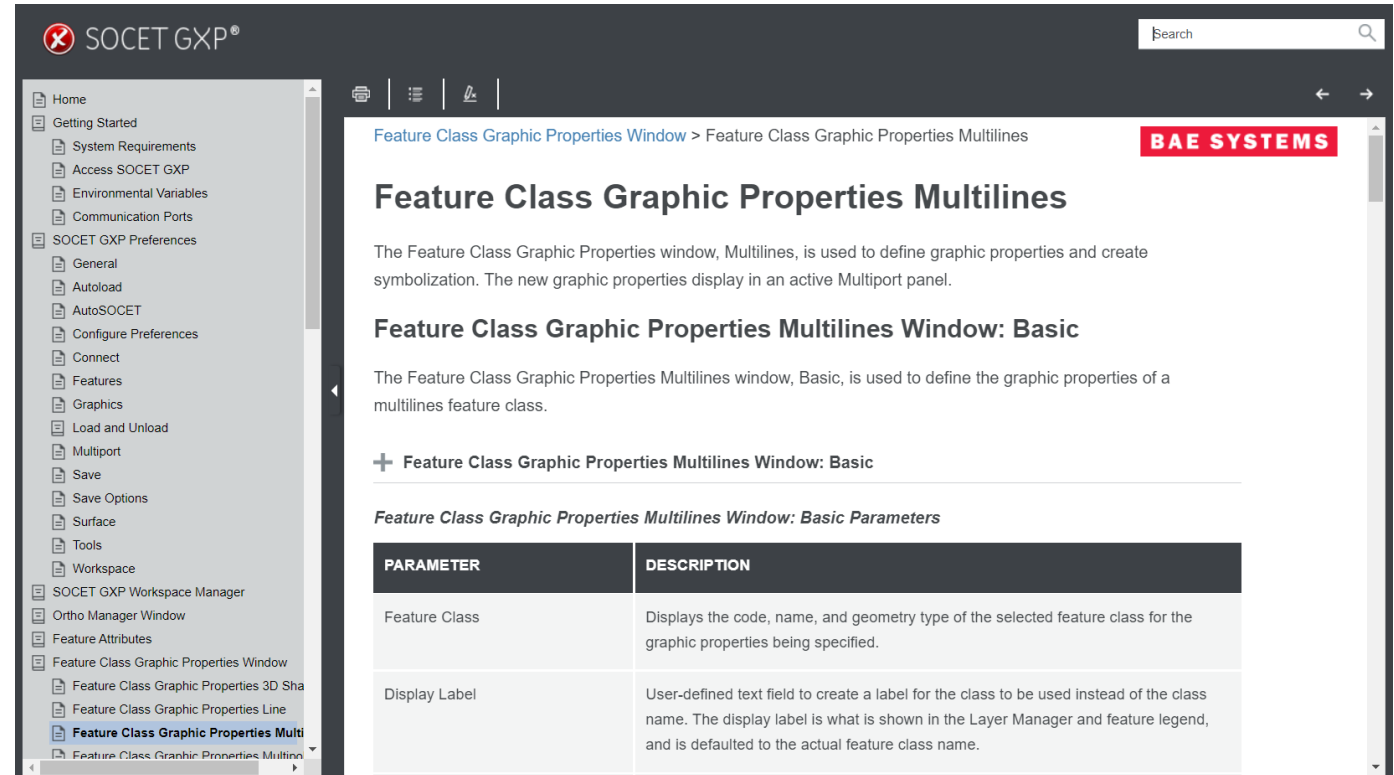 SOCET GXP®
Search
Home
Getting Started
System Requirements
Access SOCET GXP
Environmental Variables
Communication Ports
SOCET GXP Preferences
General
Autoload
AutoSOCET
Configure Preferences
Connect
Features
Graphics
Load and Unload
Multiport
Save
Save Options
Surface
Tools
Workspace
SOCET GXP Workspace Manager
Ortho Manager Window
Feature Attributes
Feature Class Graphic Properties Window
Feature Class Graphic Properties 3D Sha
Feature Class Graphic Properties Line
Feature Class Graphic Properties Multi
Feature Class Graphic Properties Multipo
Feature Class Graphic Properties Window > Feature Class Graphic Properties Multilines
BAE SYSTEMS
Feature Class Graphic Properties Multilines
The Feature Class Graphic Properties window, Multilines, is used to define graphic properties and create
symbolization. The new graphic properties display in an active Multiport panel.
Feature Class Graphic Properties Multilines Window: Basic
The Feature Class Graphic Properties Multilines window, Basic, is used to define the graphic properties of a
multilines feature class.
Feature Class Graphic Properties Multilines Window: Basic
Feature Class Graphic Properties Multilines Window: Basic Parameters
PARAMETER DESCRIPTION
Feature Class Displays the code, name, and geometry type of the selected feature class for the
graphic properties being specified.
Display Label User-defined text field to create a label for the class to be used instead of the class
name. The display label is what is shown in the Layer Manager and feature legend,
and is defaulted to the actual feature class name.